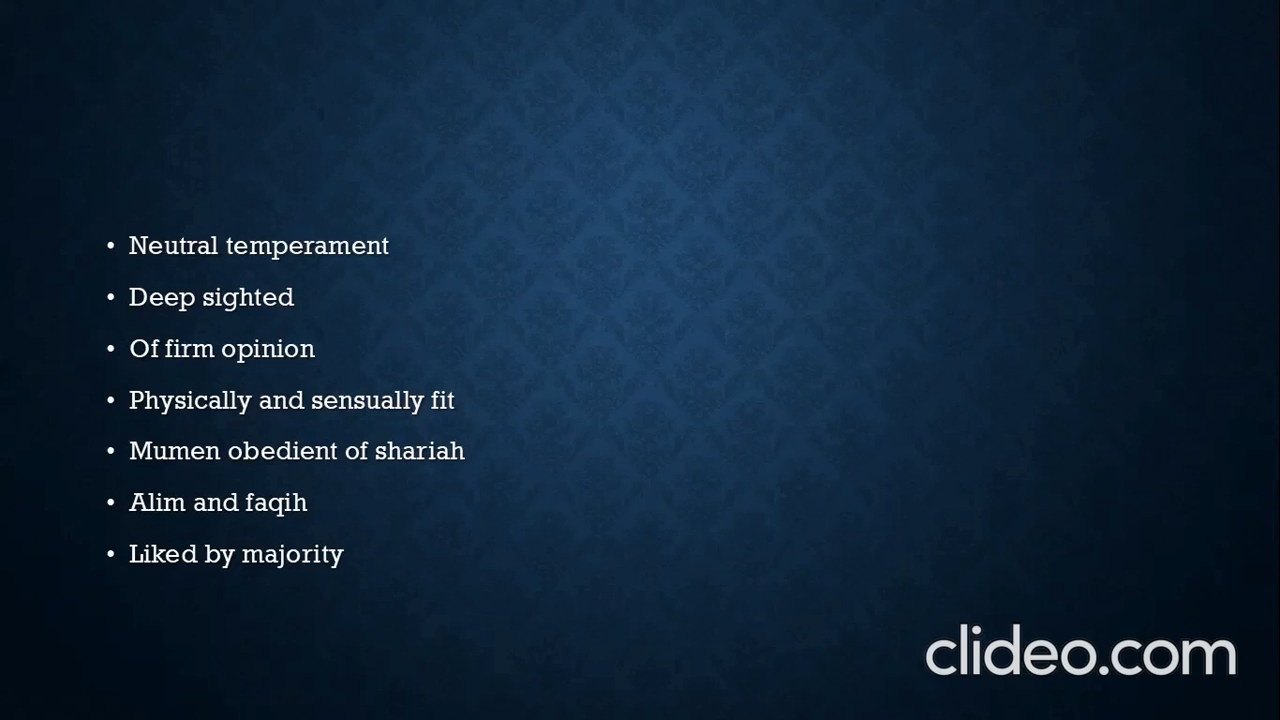 • Neutral temperament
• Deep sighted
• Of firm opinion
• Physically and sensually fit
• Mumen obedient of shariah
• Alim and faqih
• Liked by majority
clideo.com